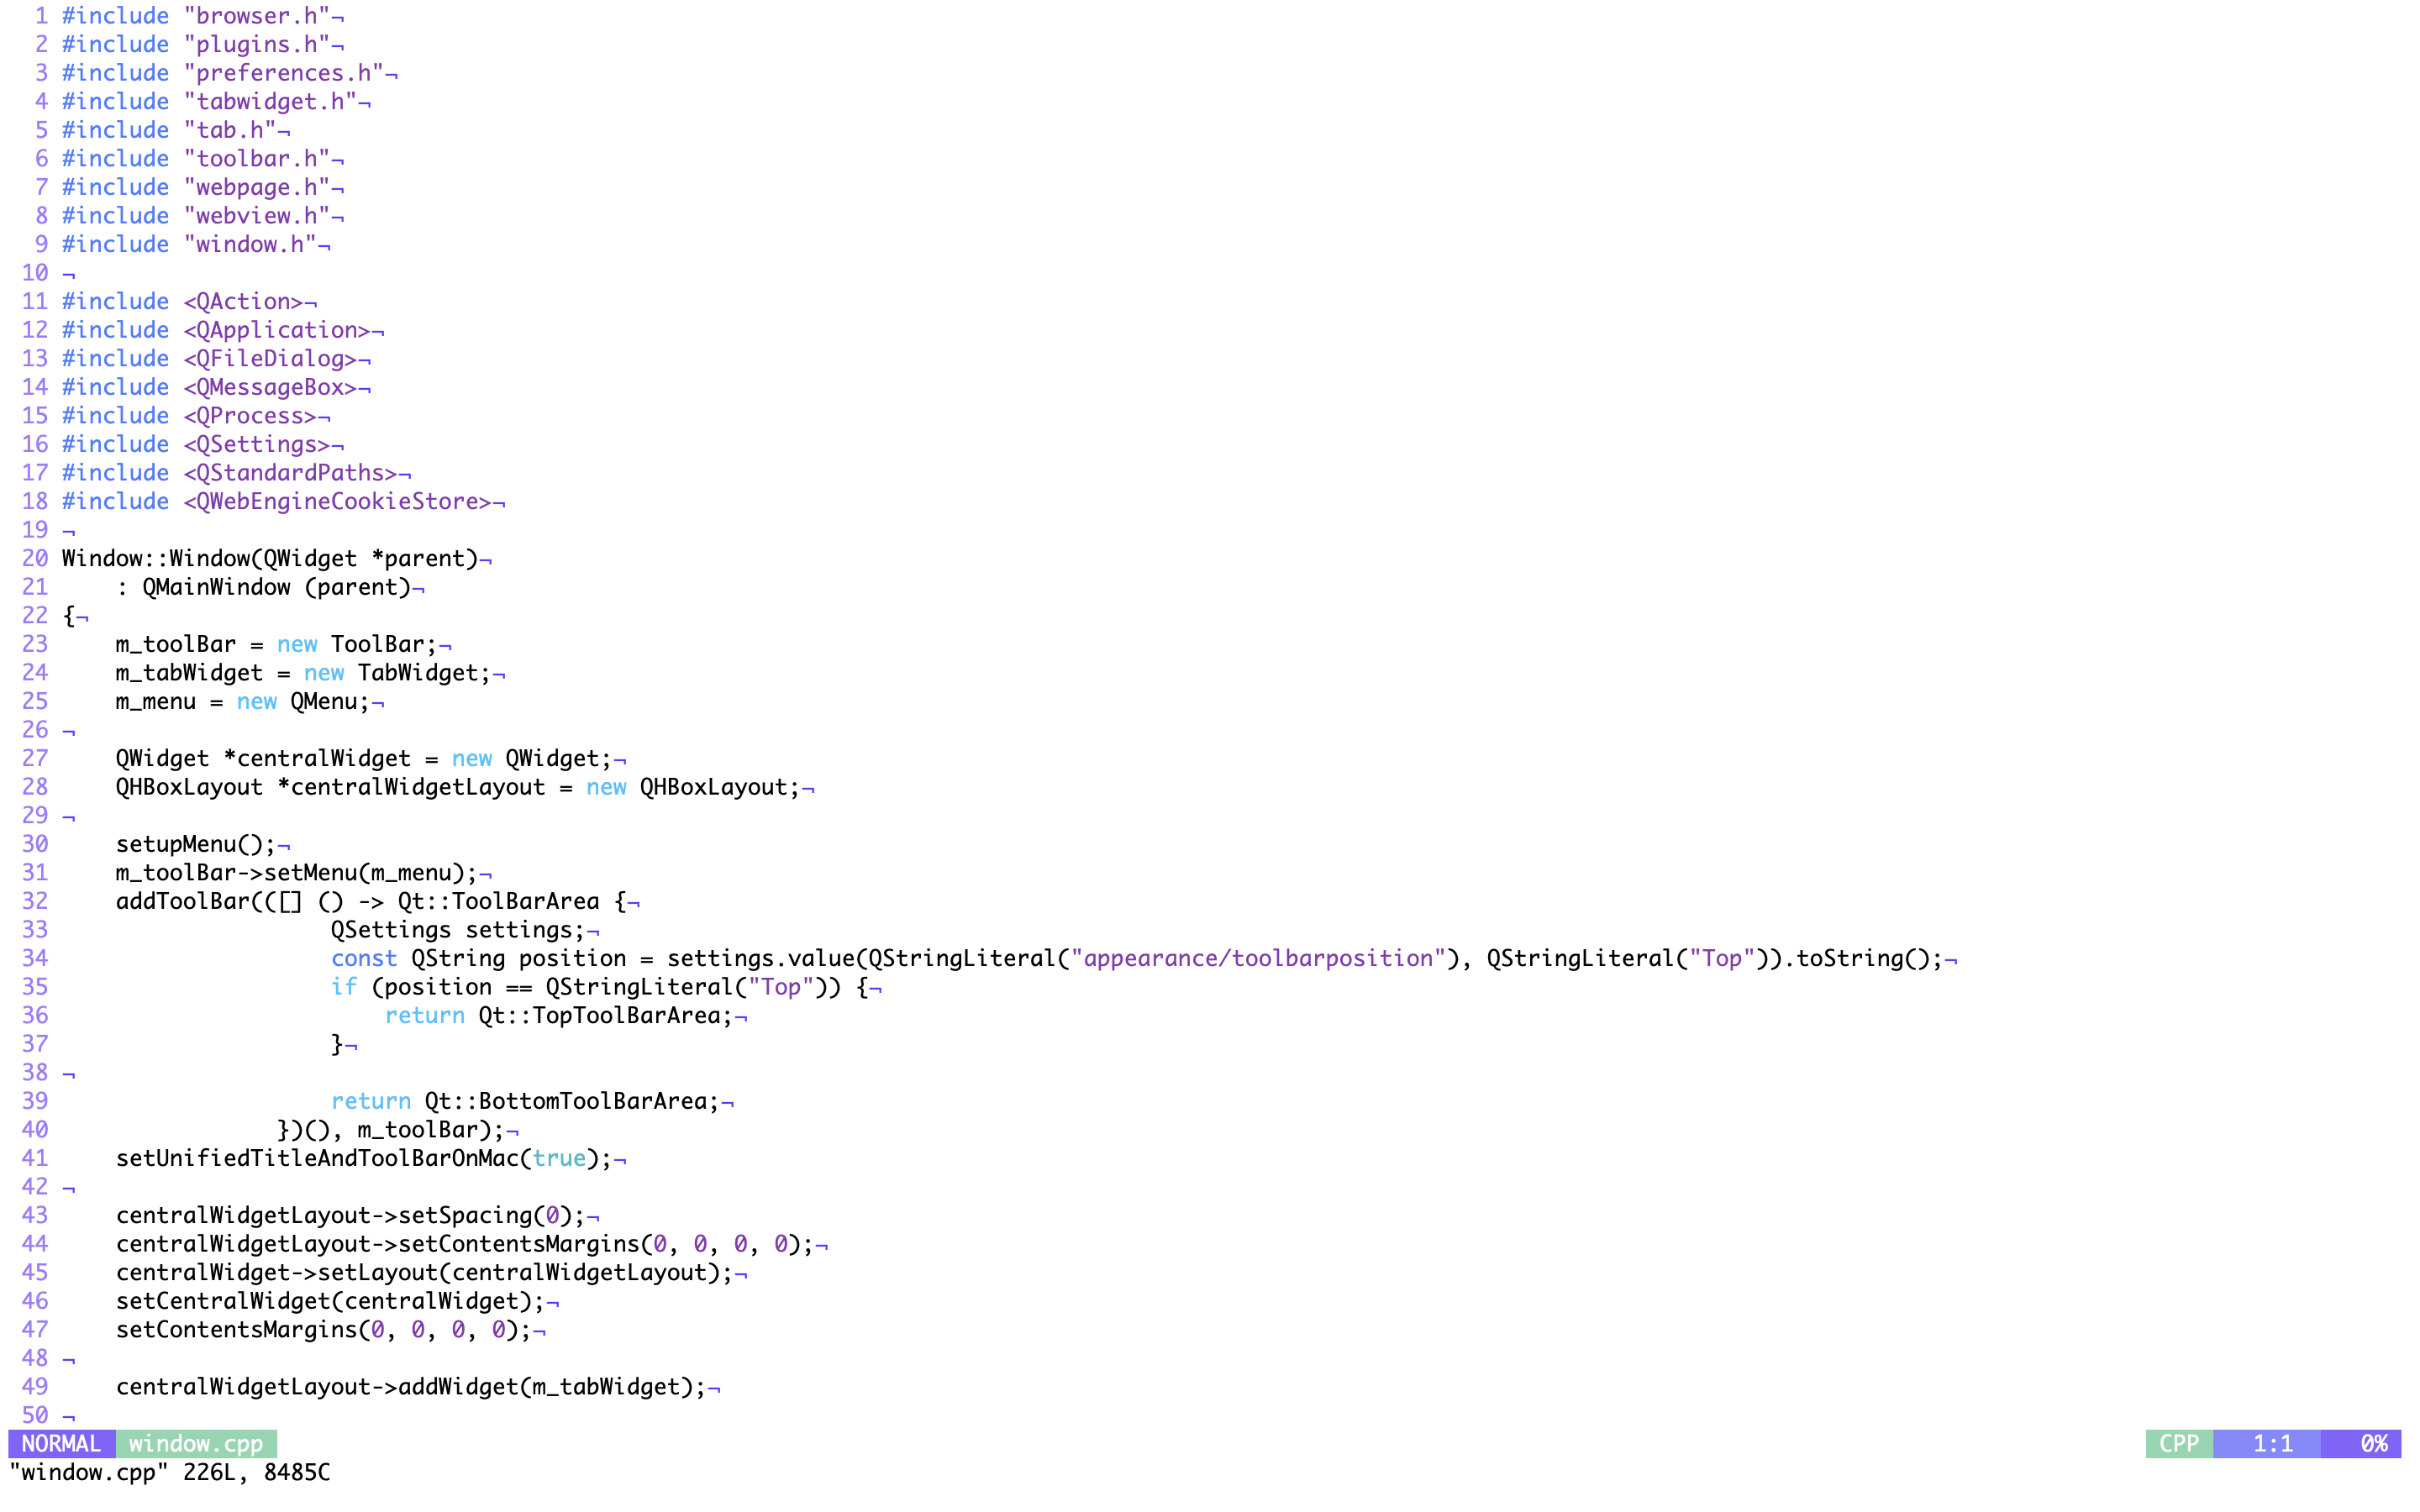 1 #include "browser.h"¬
2 #include "plugins.h"¬
3 #include "preferences.h"¬
4 #include "tabwidget.h"¬
5 #include "tab.h"¬
6 #include "toolbar.h"¬
7 #include "webpage.h"¬
8 #include "webview.h"¬
9 #include "window.h"¬
10 ¬
11 #include <QAction>¬
12 #include <QApplication>¬
13 #include <QFileDialog>¬
14 #include <QMessageBox>¬
15 #include <QProcess>¬
16 #include <QSettings>¬
17 #include <QStandardPaths>¬
18 #include <QWebEngineCookieStore>¬
19 ¬
20 Window::Window(QWidget *parent)¬
21     : QMainWindow (parent)¬
22 {¬
23     m_toolBar = new ToolBar;¬
24     m_tabWidget = new TabWidget;¬
25     m_menu = new QMenu;¬
26 ¬
27     QWidget *centralWidget = new QWidget;¬
28     QHBoxLayout *centralWidgetLayout = new QHBoxLayout;¬
29 ¬
30     setupMenu();¬
31     m_toolBar->setMenu(m_menu);¬
32     addToolBar(([] () -> Qt::ToolBarArea {¬
33                     QSettings settings;¬
34                     const QString position = settings.value(QStringLiteral("appearance/toolbarposition"), QStringLiteral("Top")).toString();¬
35                     if (position == QStringLiteral("Top")) {¬
36                         return Qt::TopToolBarArea;¬
37                     }¬
38 ¬
39                     return Qt::BottomToolBarArea;¬
40                 })(), m_toolBar);¬
41     setUnifiedTitleAndToolBarOnMac(true);¬
42 ¬
43     centralWidgetLayout->setSpacing(0);¬
44     centralWidgetLayout->setContentsMargins(0, 0, 0, 0);¬
45     centralWidget->setLayout(centralWidgetLayout);¬
46     setCentralWidget(centralWidget);¬
47     setContentsMargins(0, 0, 0, 0);¬
48 ¬
49     centralWidgetLayout->addWidget(m_tabWidget);¬
50 ¬
NORMAL window.cpp CPP 1:1 0%
"window.cpp" 226L, 8485C